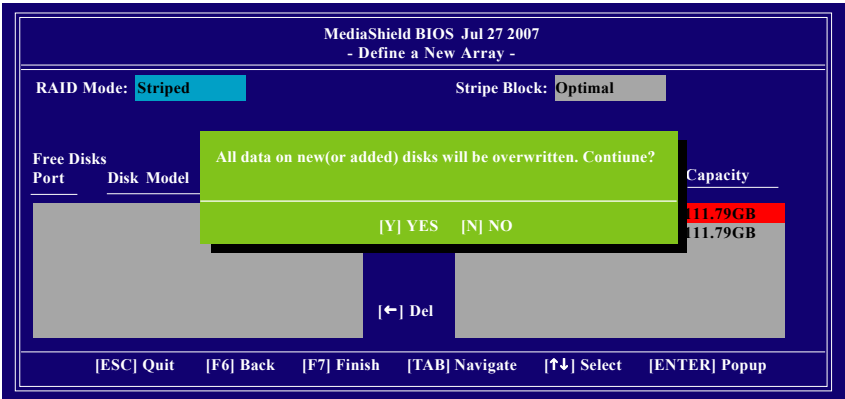 MediaShield BIOS Jul 27 2007
- Define a New Array -
RAID Mode: Striped Stripe Block: Optimal
All data on new(or added) disks will be overwritten. Contiune?
Free Disks
Port Disk Model Capacity
111.79GB
[Y] YES [N] NO
111.79GB
[←] Del
[ESC] Quit [F6] Back [F7] Finish [TAB] Navigate [↑↓] Select [ENTER] Popup